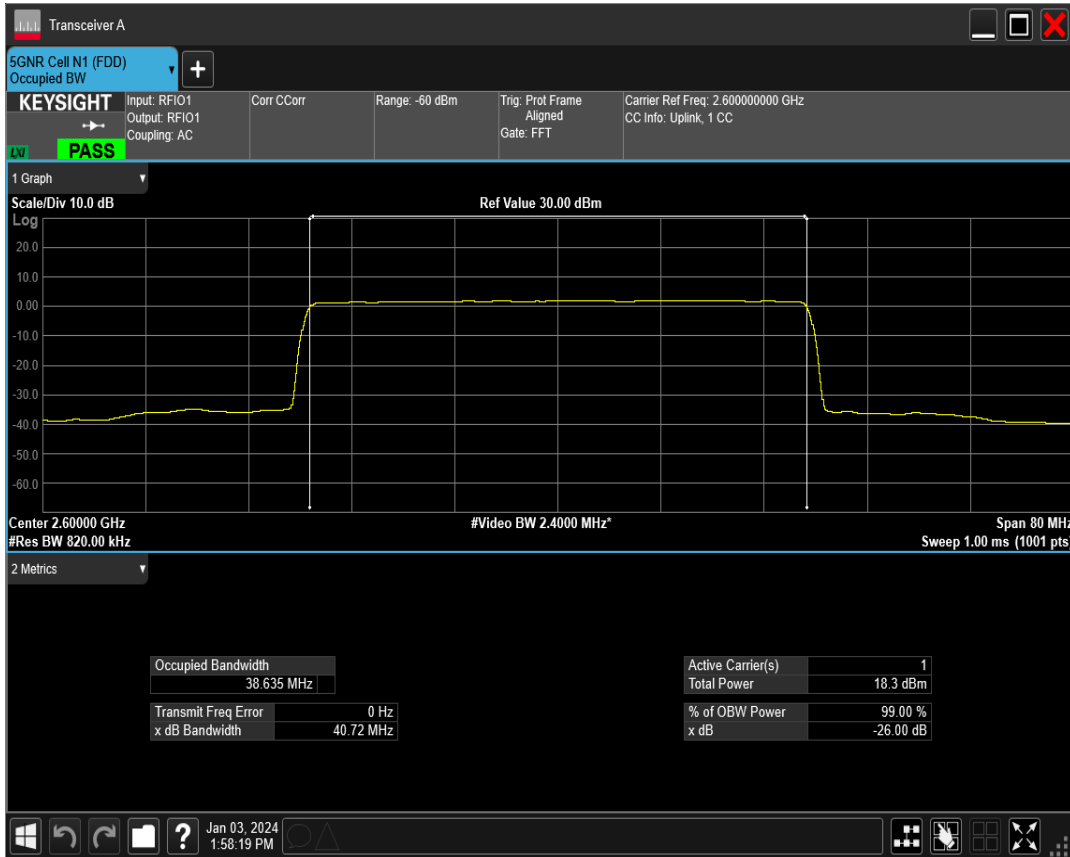 Transceiver A
5GNR Cell N1 (FDD)
Occupied BW
+
KEYSIGHT
LXI
PASS
Input: RFIO1
Output: RFIO1
Coupling: AC
Corr CCorr
Range: -60 dBm
Trig: Prot Frame
Aligned
Gate: FFT
Carrier Ref Freq: 2.600000000 GHz
CC Info: Uplink, 1 CC
1 Graph
Scale/Div 10.0 dB
Ref Value 30.00 dBm
Log
20.0
10.0
0.00
-10.0
-20.0
-30.0
-40.0
-50.0
-60.0
Center 2.60000 GHz
#Video BW 2.4000 MHz*
Span 80 MHz
#Res BW 820.00 kHz
Sweep 1.00 ms (1001 pts)
2 Metrics
Occupied Bandwidth
38.635 MHz
Transmit Freq Error 0 Hz
x dB Bandwidth 40.72 MHz
Active Carrier(s) 1
Total Power 18.3 dBm
% of OBW Power 99.00 %
x dB -26.00 dB
?
Jan 03, 2024
1:58:19 PM